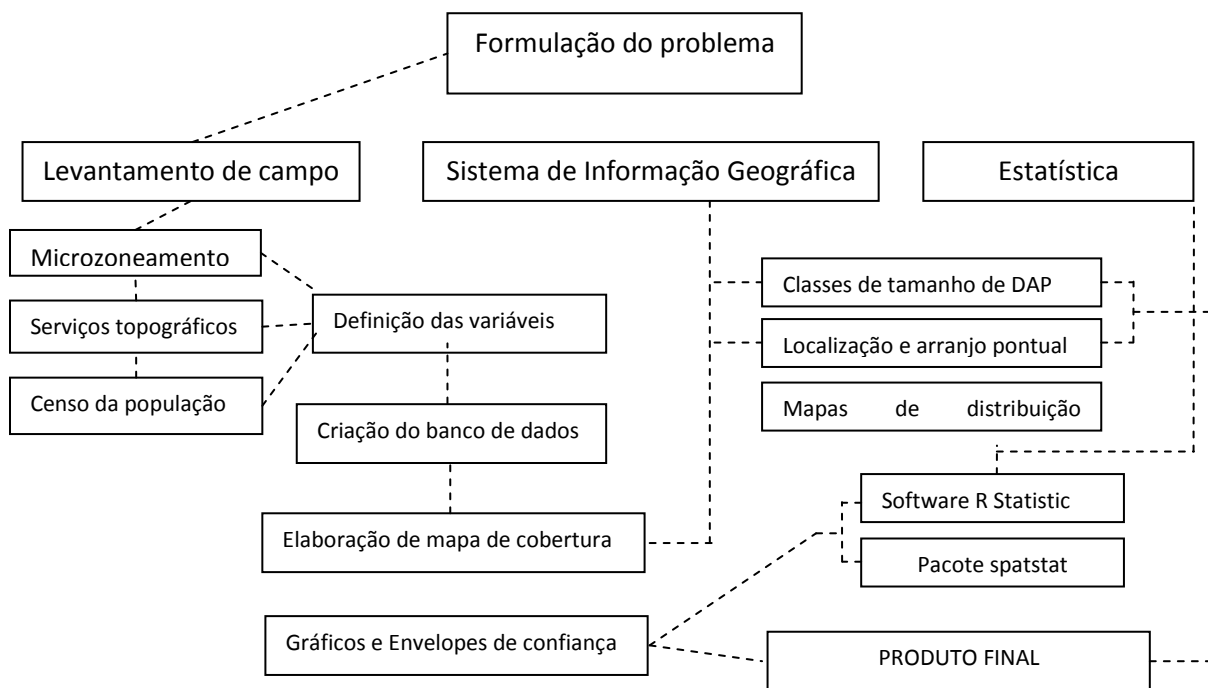 Formulação do problema
Levantamento de campo
Sistema de Informação Geográfica
Estatística
Microzoneamento
Classes de tamanho de DAP
Serviços topográficos
Definição das variáveis
Localização e arranjo pontual
Censo da população
Mapas de distribuição
Criação do banco de dados
Software R Statistic
Elaboração de mapa de cobertura
Pacote spatstat
Gráficos e Envelopes de confiança
PRODUTO FINAL